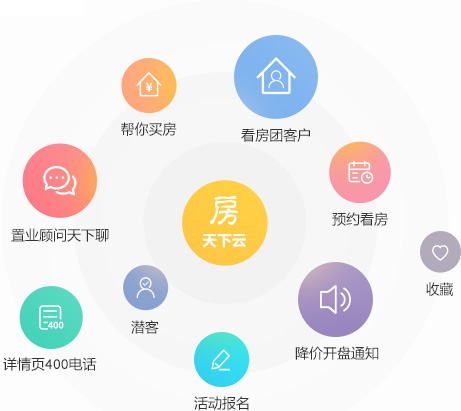 帮你买房
¥
看房团客户
置业顾问天下聊
房
天下云
预约看房
收藏
潜客
400
详情页400电话
降价开盘通知
活动报名